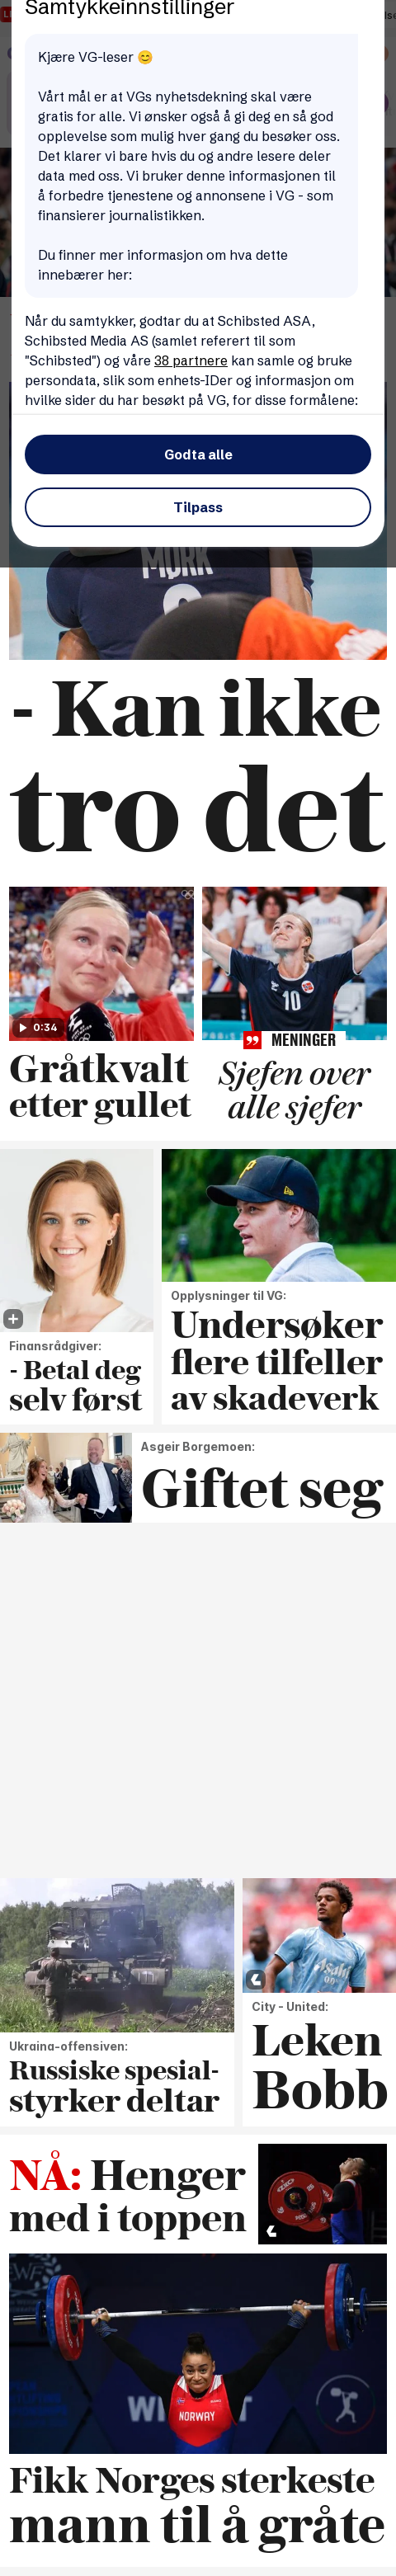 Samtykkeinnstillinger
Kjære VG-leser 😊
Vårt mål er at VGs nyhetsdekning skal være
gratis for alle. Vi ønsker også å gi deg en så god
opplevelse som mulig hver gang du besøker oss.
Det klarer vi bare hvis du og andre lesere deler
data med oss. Vi bruker denne informasjonen til
å forbedre tjenestene og annonsene i VG - som
finansierer journalistikken.
Du finner mer informasjon om hva dette
innebærer her:
Når du samtykker, godtar du at Schibsted ASA,
Schibsted Media AS (samlet referert til som
"Schibsted") og våre 38 partnere kan samle og bruke
persondata, slik som enhets-IDer og informasjon om
hvilke sider du har besøkt på VG, for disse formålene:
Godta alle
Tilpass
MØRK
- Kan ikke
tro det
0:34
10
Gråtkvalt
etter gullet
MENINGER
Sjefen over
alle sjefer
Finansrådgiver:
- Betal deg
selv først
Opplysninger til VG:
Undersøker
flere tilfeller
av skadeverk
Asgeir Borgemoen:
Giftet seg
Ukraina-offensiven:
Russiske spesial-
styrker deltar
Asahi
City - United:
Leken
Bobb
NÅ: Henger
med i toppen
NORWAY
Fikk Norges sterkeste
mann til å gråte